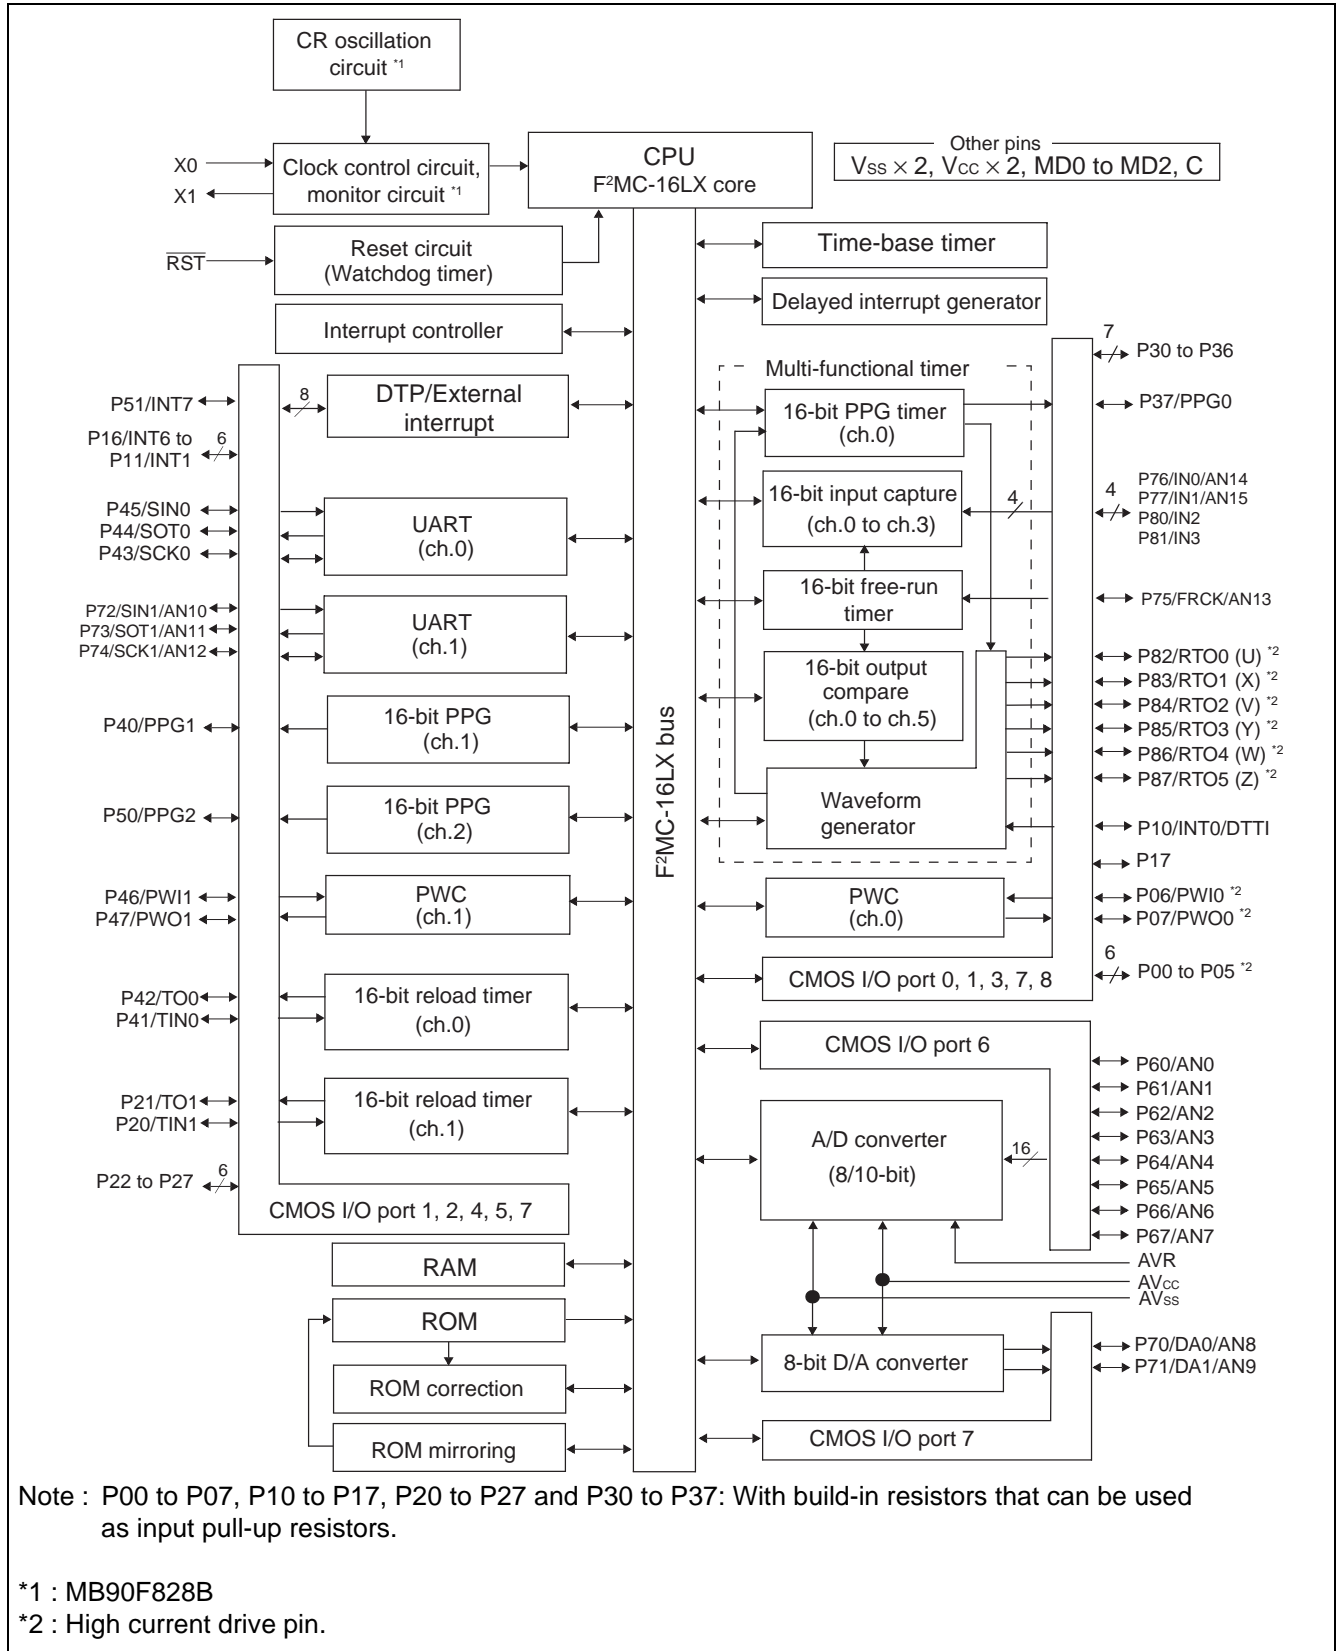 CR oscillation
circuit *1
X0
X1
Clock control circuit,
monitor circuit *1
CPU
F²MC-16LX core
Other pins
Vss × 2, Vcc × 2, MD0 to MD2, C
RST
Reset circuit
(Watchdog timer)
Time-base timer
Delayed interrupt generator
Interrupt controller
F²MC-16LX bus
P51/INT7
P16/INT6 to
P11/INT1
6
8
DTP/External
interrupt
P45/SIN0
P44/SOT0
P43/SCK0
UART
(ch.0)
P72/SIN1/AN10
P73/SOT1/AN11
P74/SCK1/AN12
UART
(ch.1)
P40/PPG1
16-bit PPG
(ch.1)
P50/PPG2
16-bit PPG
(ch.2)
P46/PWI1
P47/PWO1
PWC
(ch.1)
P42/TO0
P41/TIN0
16-bit reload timer
(ch.0)
P21/TO1
P20/TIN1
16-bit reload timer
(ch.1)
P22 to P27
6
CMOS I/O port 1, 2, 4, 5, 7
RAM
ROM
ROM correction
ROM mirroring
Multi-functional timer
16-bit PPG timer
(ch.0)
16-bit input capture
(ch.0 to ch.3)
4
16-bit free-run
timer
16-bit output
compare
(ch.0 to ch.5)
Waveform
generator
PWC
(ch.0)
CMOS I/O port 0, 1, 3, 7, 8
7
P30 to P36
P37/PPG0
4
P76/IN0/AN14
P77/IN1/AN15
P80/IN2
P81/IN3
P75/FRCK/AN13
P82/RTO0 (U) *2
P83/RTO1 (X) *2
P84/RTO2 (V) *2
P85/RTO3 (Y) *2
P86/RTO4 (W) *2
P87/RTO5 (Z) *2
P10/INT0/DTTI
P17
P06/PWI0 *2
P07/PWO0 *2
6
P00 to P05 *2
CMOS I/O port 6
A/D converter
(8/10-bit)
16
P60/AN0
P61/AN1
P62/AN2
P63/AN3
P64/AN4
P65/AN5
P66/AN6
P67/AN7
AVR
AVcc
AVss
8-bit D/A converter
P70/DA0/AN8
P71/DA1/AN9
CMOS I/O port 7
Note : P00 to P07, P10 to P17, P20 to P27 and P30 to P37: With build-in resistors that can be used
as input pull-up resistors.
*1 : MB90F828B
*2 : High current drive pin.